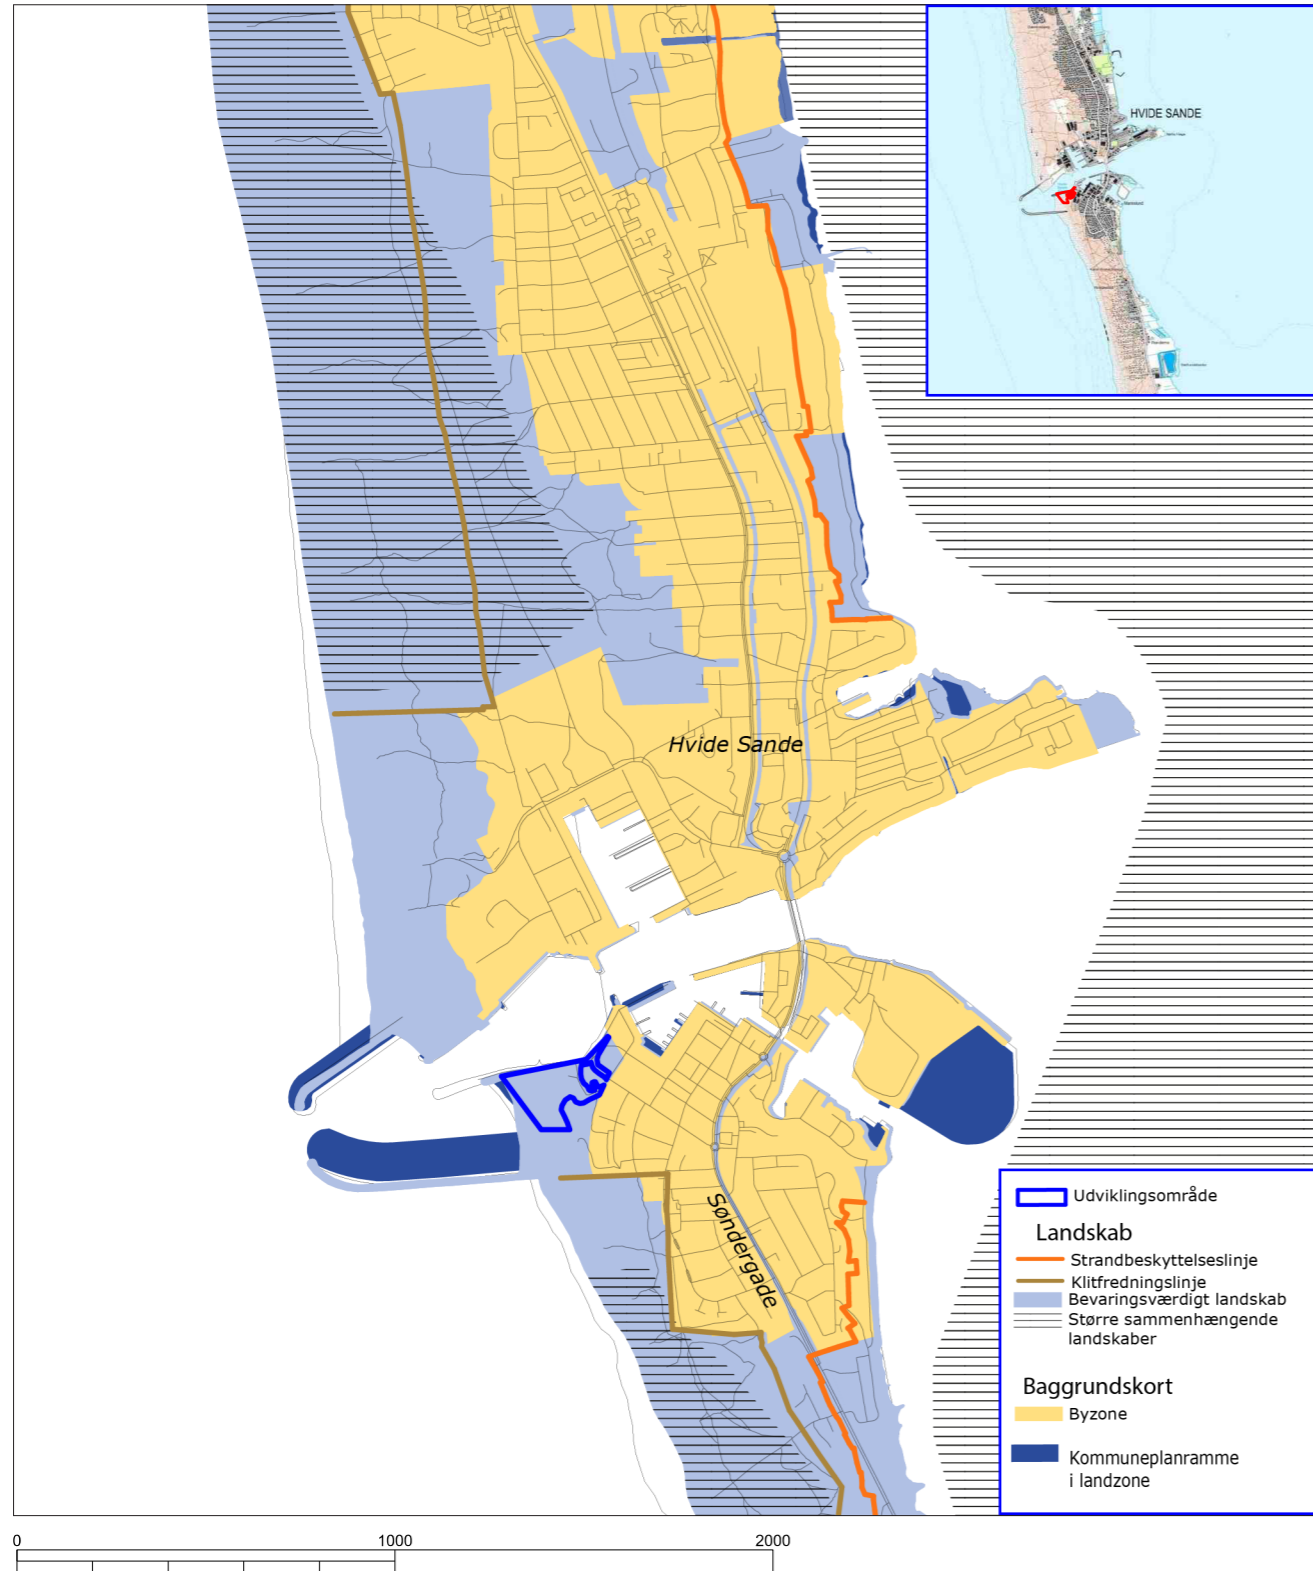 HVIDE SANDE
Hvide Sande
Søndergade
Udviklingsområde
Landskab
Strandbeskyttelseslinje
Klitfredningslinje
Bevaringsværdigt landskab
Større sammenhængende
landskaber
Baggrundskort
Byzone
Kommuneplanramme
i landzone
0 1000 2000